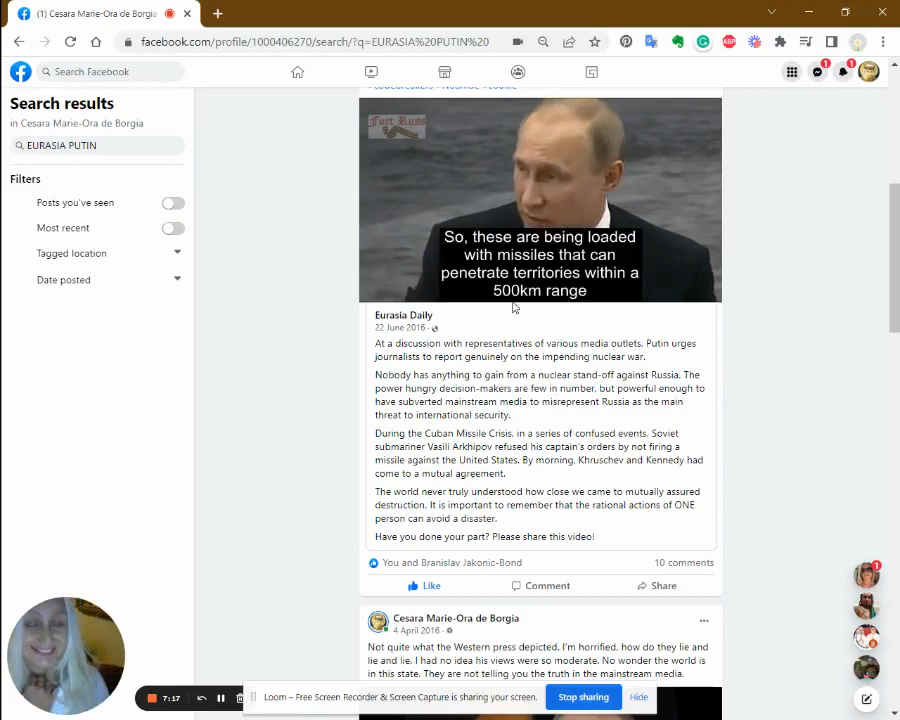 (1) Cesara Marie-Ora de Borgia
facebook.com/profile/1000406270/search/?q=EURASIA%20PUTIN%20
ABP
Search Facebook
1
1
Search results
in Cesara Marie-Ora de Borgia
EURASIA PUTIN
Filters
Posts you've seen
Most recent
Tagged location
Date posted
Fort Russ
So, these are being loaded
with missiles that can
penetrate territories within a
500km range
Eurasia Daily
22 June 2016
At a discussion with representatives of various media outlets, Putin urges
journalists to report genuinely on the impending nuclear war.
Nobody has anything to gain from a nuclear stand-off against Russia. The
power hungry decision-makers are few in number, but powerful enough to
have subverted mainstream media to misrepresent Russia as the main
threat to international security.
During the Cuban Missile Crisis, in a series of confused events, Soviet
submariner Vasili Arkhipov refused his captain's orders by not firing a
missile against the United States. By morning, Khruschev and Kennedy had
come to a mutual agreement.
The world never truly understood how close we came to mutually assured
destruction. It is important to remember that the rational actions of ONE
person can avoid a disaster.
Have you done your part? Please share this video!
You and Branislav Jakonic-Bond
10 comments
Like
Comment
Share
Cesara Marie-Ora de Borgia
4 April 2016
Not quite what the Western press depicted. I'm horrified. how do they lie and
lie and lie. I had no idea his views were so moderate. No wonder the world is
in this state. They are not telling you the truth in the mainstream media.
1
7:17
Loom – Free Screen Recorder & Screen Capture is sharing your screen.
Stop sharing
Hide